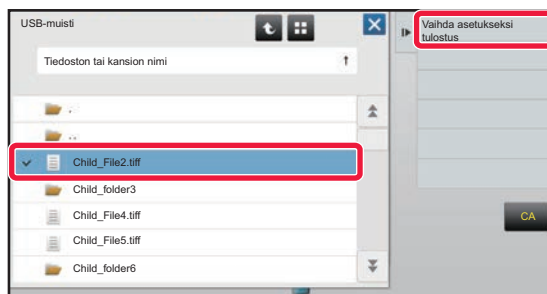 USB-muisti
Vaihda asetukseksi
tulostus
Tiedoston tai kansion nimi
.
..
Child_File2.tiff
Child_folder3
Child_File4.tiff
Child_File5.tiff
Child_folder6
CA